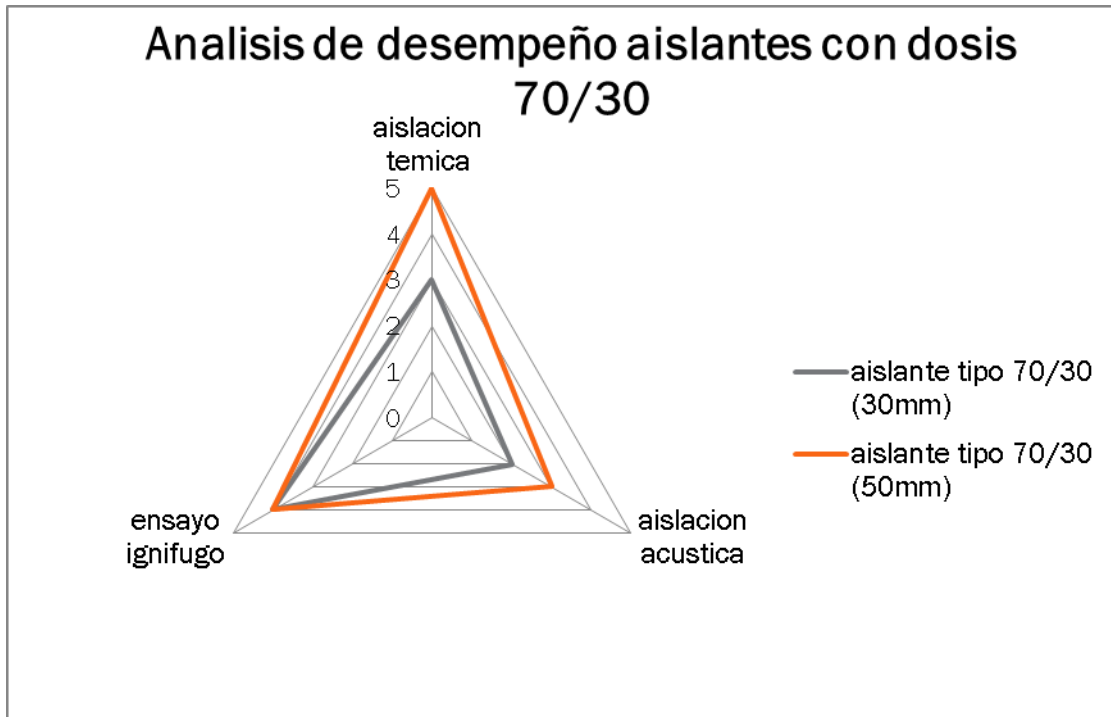 Analisis de desempeño aislantes con dosis
70/30
aislacion
temica
5
4
3
2
1
0
ensayo
ignifugo
aislacion
acustica
aislante tipo 70/30
(30mm)
aislante tipo 70/30
(50mm)